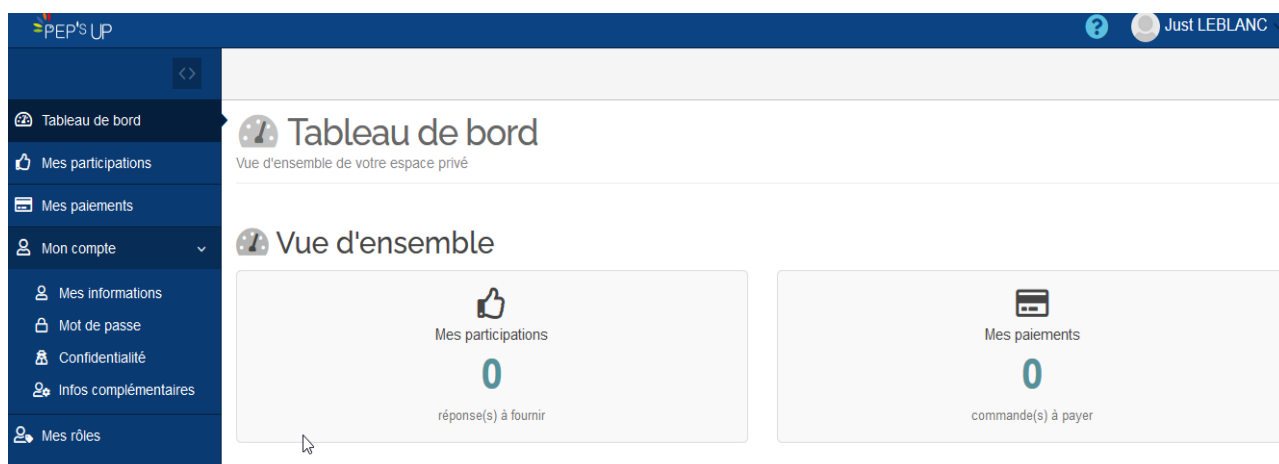 PEP'S UP
? Just LEBLANC
<>
Tableau de bord
Mes participations
Mes paiements
Mon compte
Mes informations
Mot de passe
Confidentialité
Infos complémentaires
Mes rôles
Tableau de bord
Vue d'ensemble de votre espace privé
Vue d'ensemble
Mes participations
0
réponse(s) à fournir
Mes paiements
0
commande(s) à payer